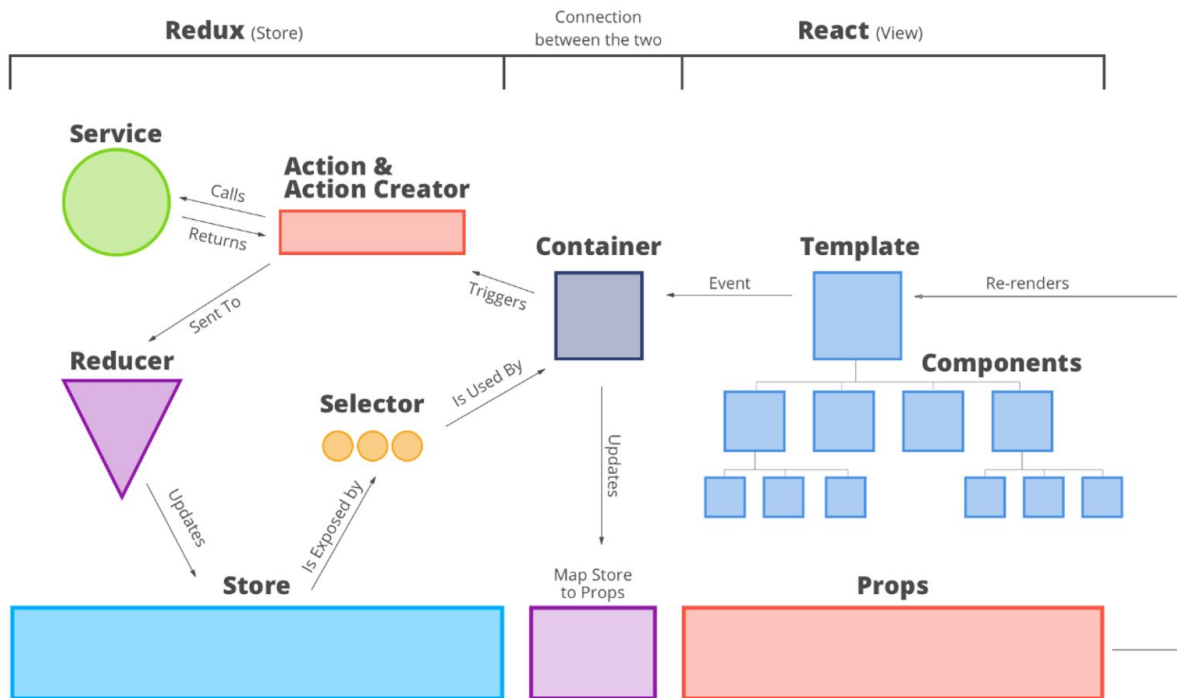 Redux (Store)
Connection
between the two
React (View)
Service
Action &
Action Creator
Calls
Returns
Container
Template
Triggers
Event
Re-renders
Sent To
Reducer
Components
Selector
Is Used By
Updates
Updates
Is Exposed by
Store
Map Store
to Props
Props